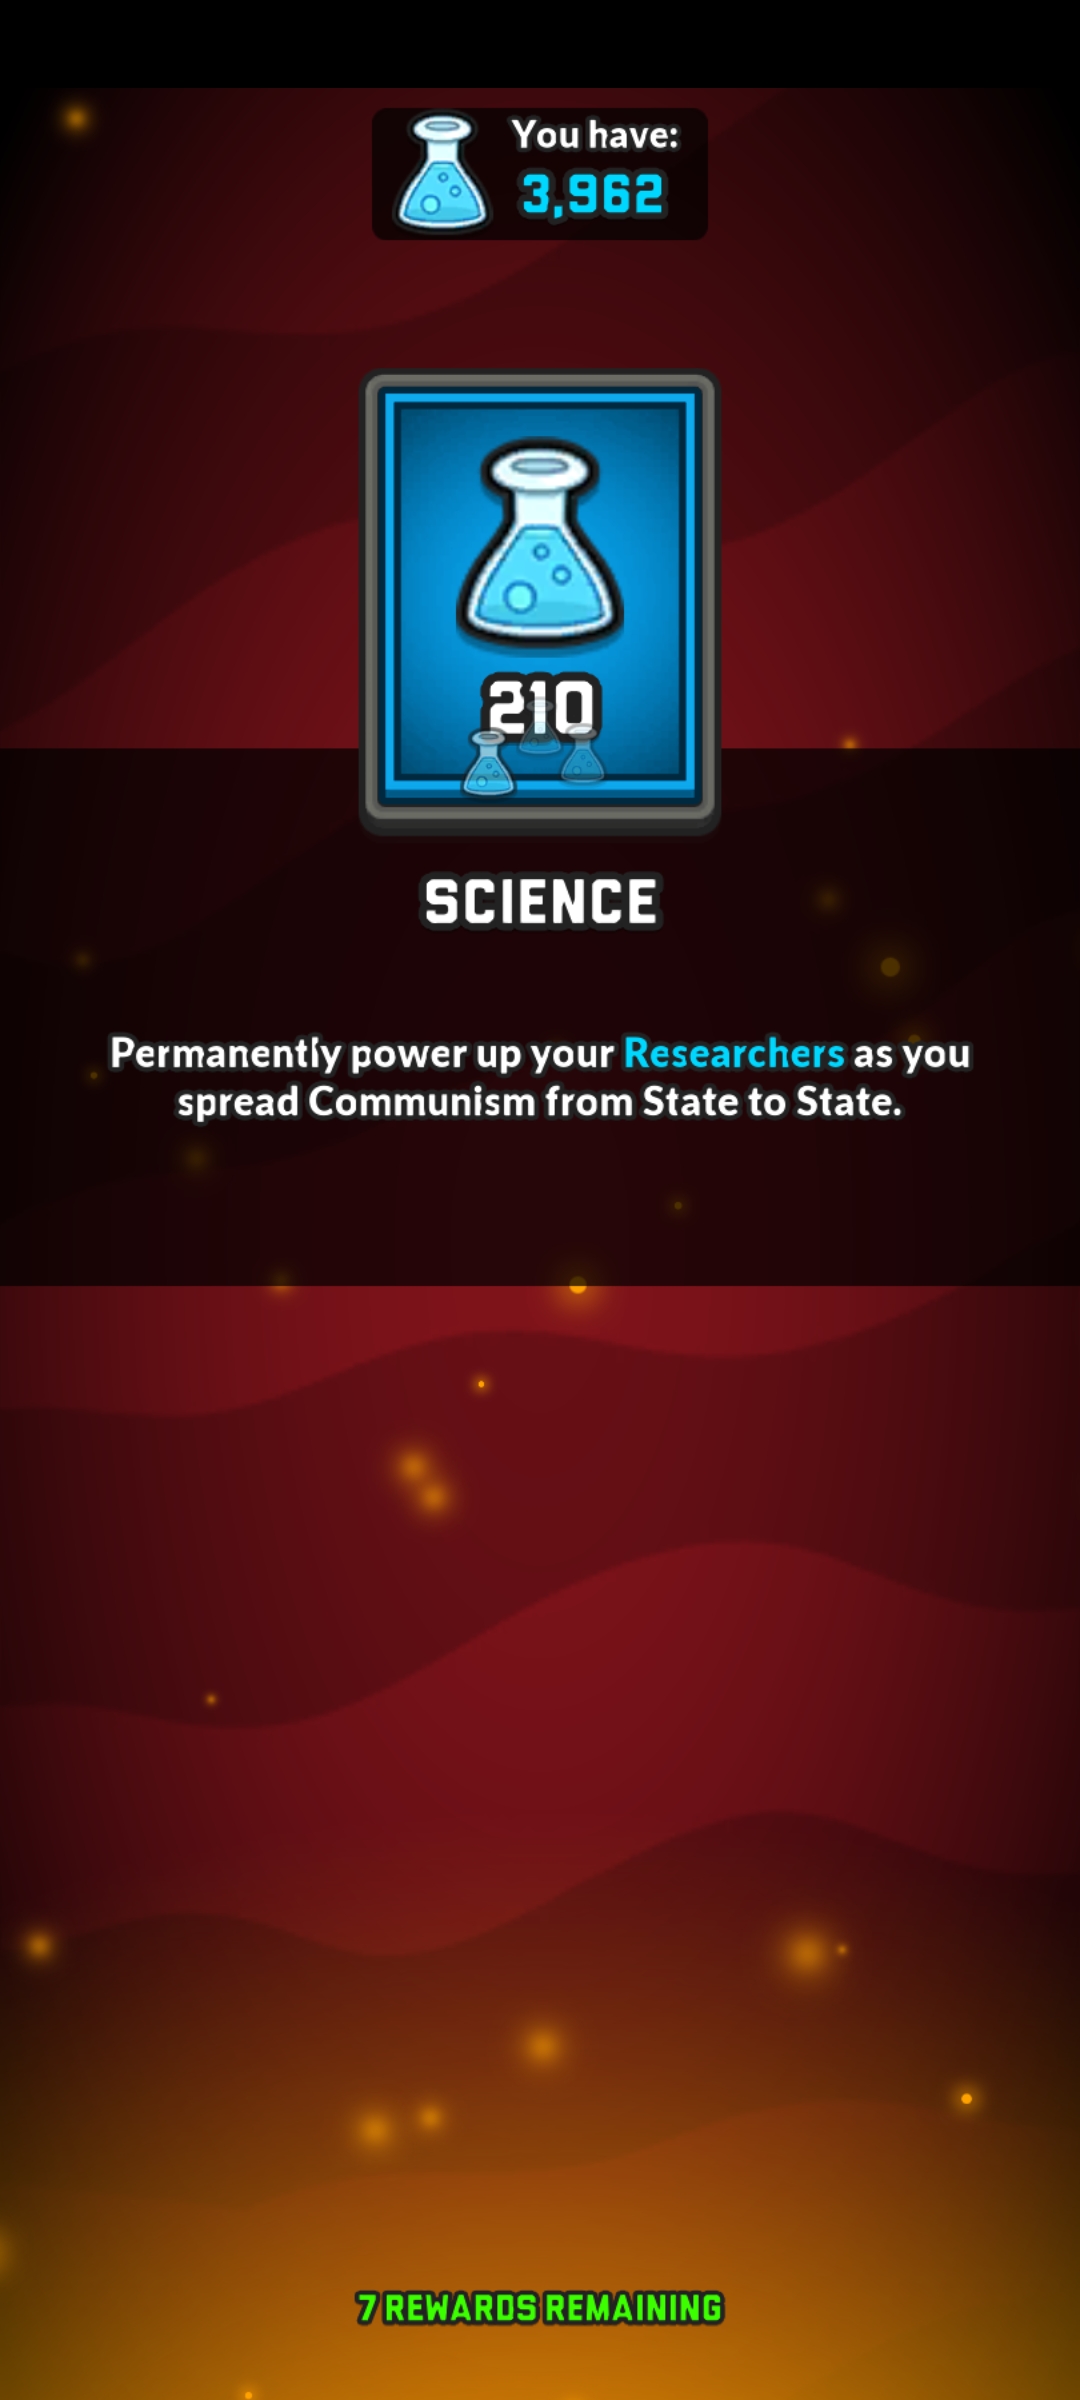 You have:
3,962
210
SCIENCE
Permanently power up your Researchers as you
spread Communism from State to State.
7 REWARDS REMAINING